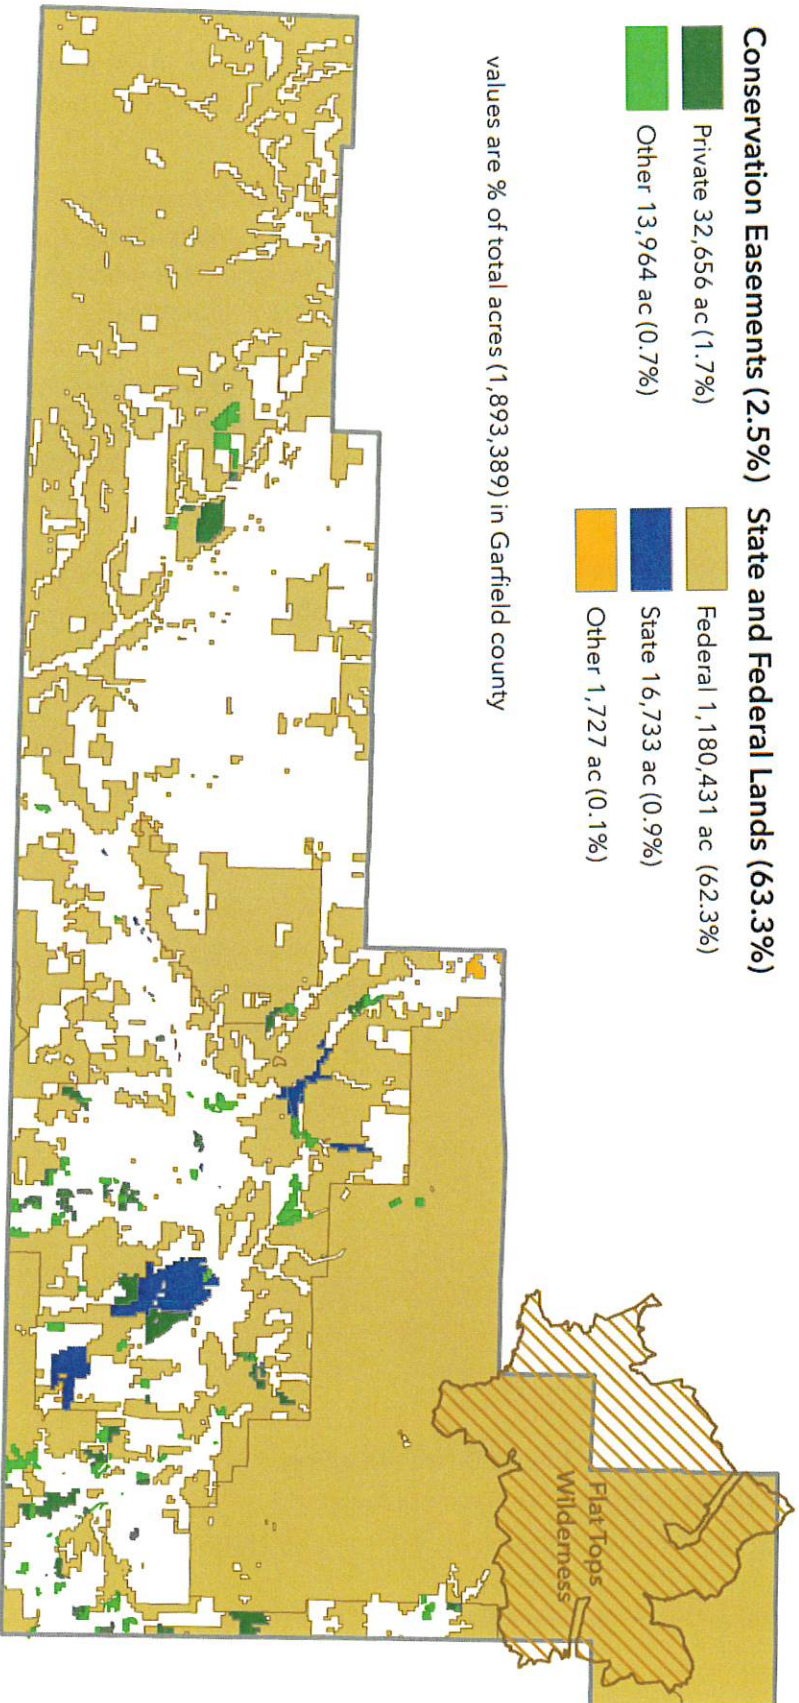 Conservation Easements (2.5%)
Private 32,656 ac (1.7%)
Other 13,964 ac (0.7%)
State and Federal Lands (63.3%)
Federal 1,180,431 ac (62.3%)
State 16,733 ac (0.9%)
Other 1,727 ac (0.1%)
values are % of total acres (1,893,389) in Garfield county
Flat Tops
Wilderness